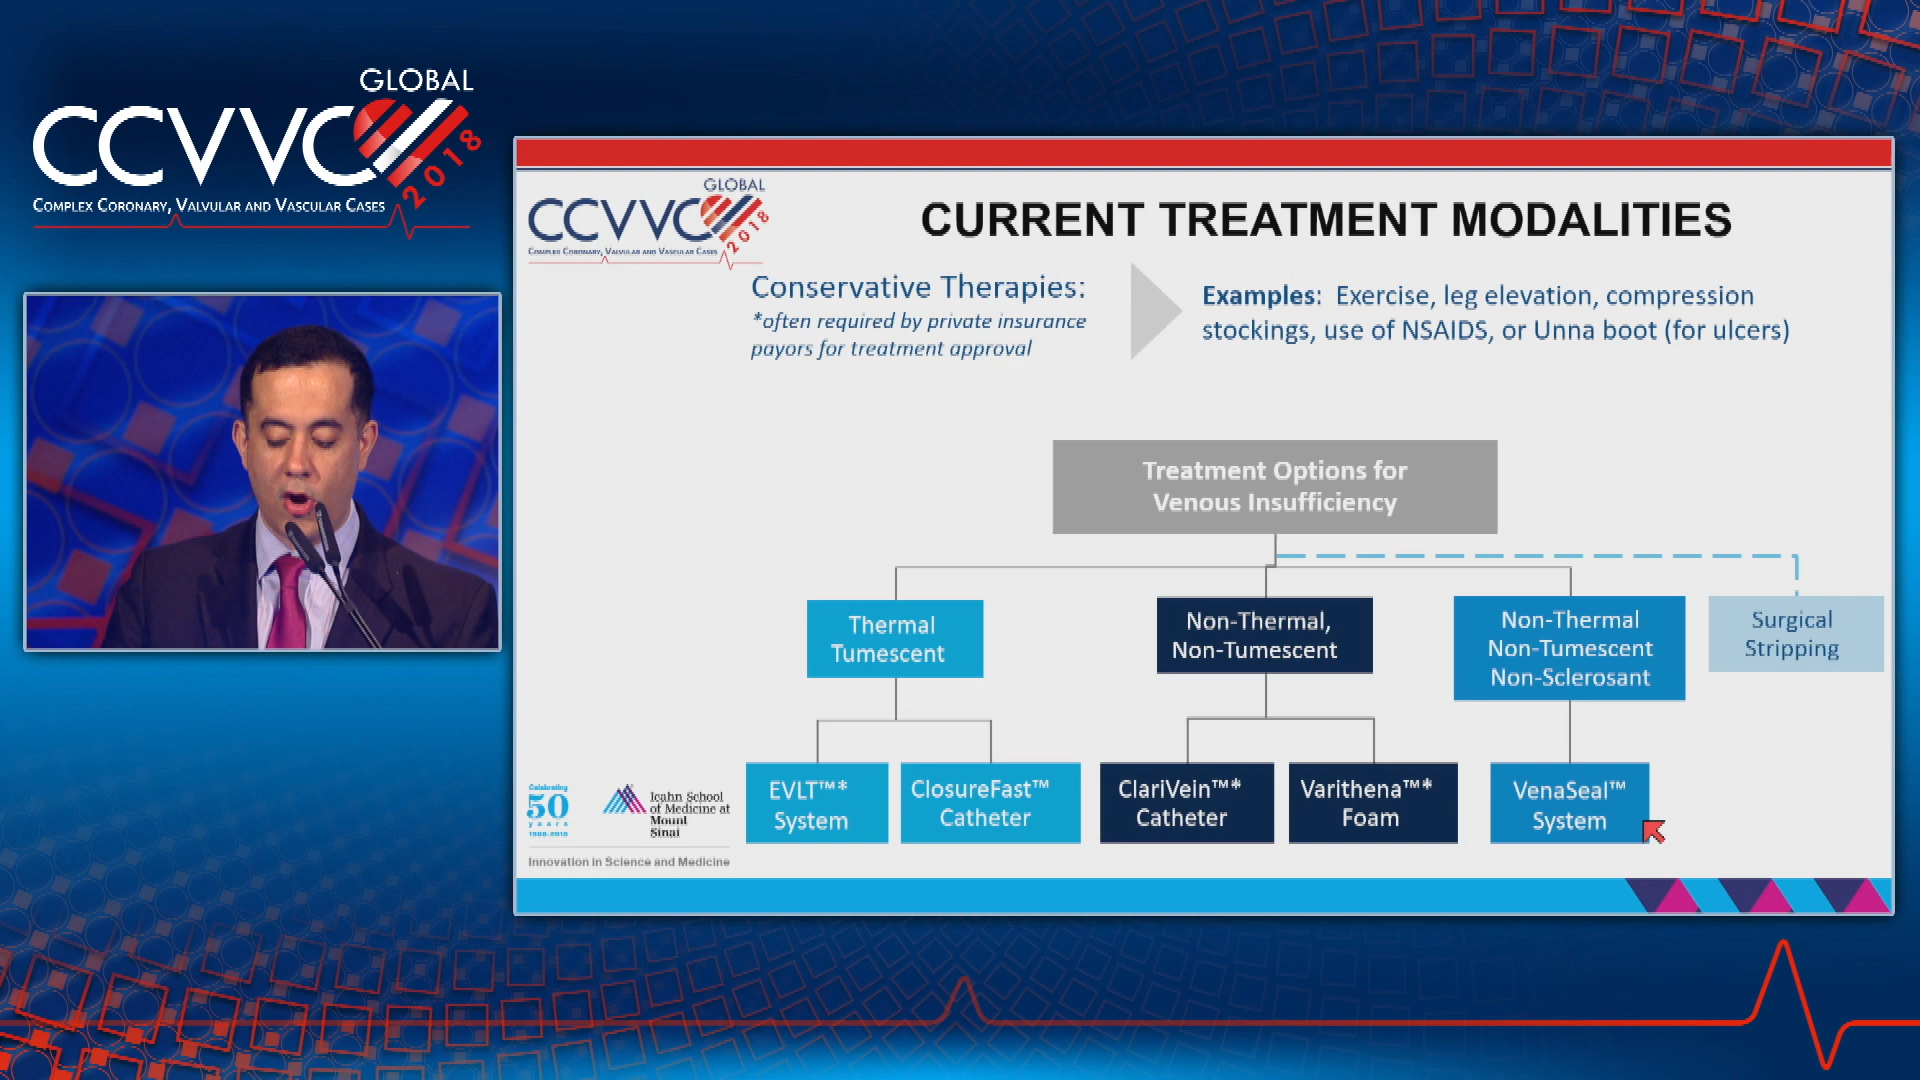 GLOBAL
CCVVC
2018
COMPLEX CORONARY, VALVULAR AND VASCULAR CASES
GLOBAL
CCVVC
2018
COMPLEX CORONARY, VALVULAR AND VASCULAR CASES
CURRENT TREATMENT MODALITIES
Conservative Therapies:
*often required by private insurance
payors for treatment approval
Examples: Exercise, leg elevation, compression
stockings, use of NSAIDS, or Unna boot (for ulcers)
Treatment Options for
Venous Insufficiency
Thermal
Tumescent
Non-Thermal,
Non-Tumescent
Non-Thermal
Non-Tumescent
Non-Sclerosant
Surgical
Stripping
EVLT™*
System
ClosureFast™
Catheter
ClariVein™*
Catheter
Varithena™*
Foam
VenaSeal™
System
Celebrating
50
years
1968-2018
Icahn School
of Medicine at
Mount
Sinai
Innovation in Science and Medicine